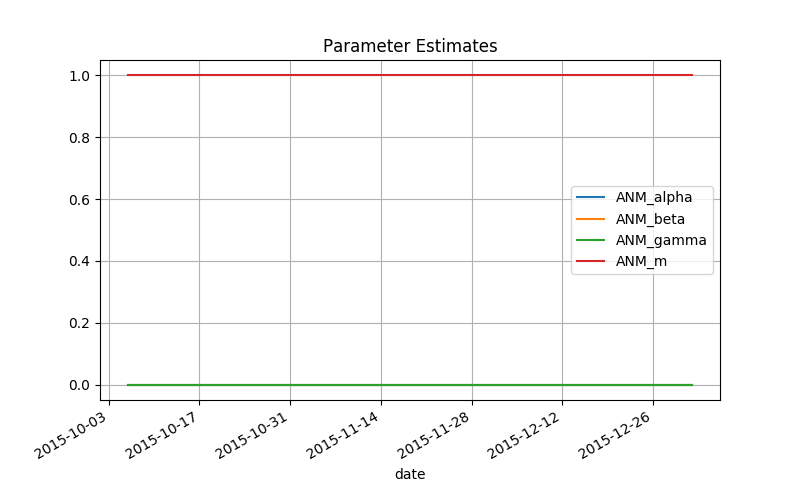 Parameter Estimates
1.0
0.8
0.6
0.4
0.2
0.0
ANM_alpha
ANM_beta
ANM_gamma
ANM_m
2015-10-03
2015-10-17
2015-10-31
2015-11-14
2015-11-28
2015-12-12
2015-12-26
date